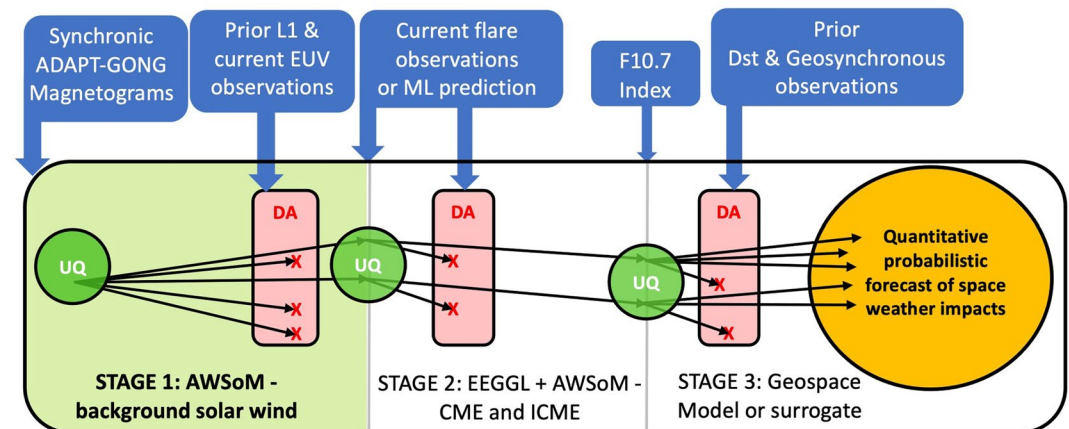 Synchronic
ADAPT-GONG
Magnetograms
Prior L1 &
current EUV
observations
Current flare
observations
or ML prediction
F10.7
Index
Prior
Dst & Geosynchronous
observations
UQ
DA
X
X
X
UQ
DA
X
X
UQ
DA
X
X
Quantitative
probabilistic
forecast of space
weather impacts
STAGE 1: AWSoM -
background solar wind
STAGE 2: EEGGL + AWSoM -
CME and ICME
STAGE 3: Geospace
Model or surrogate